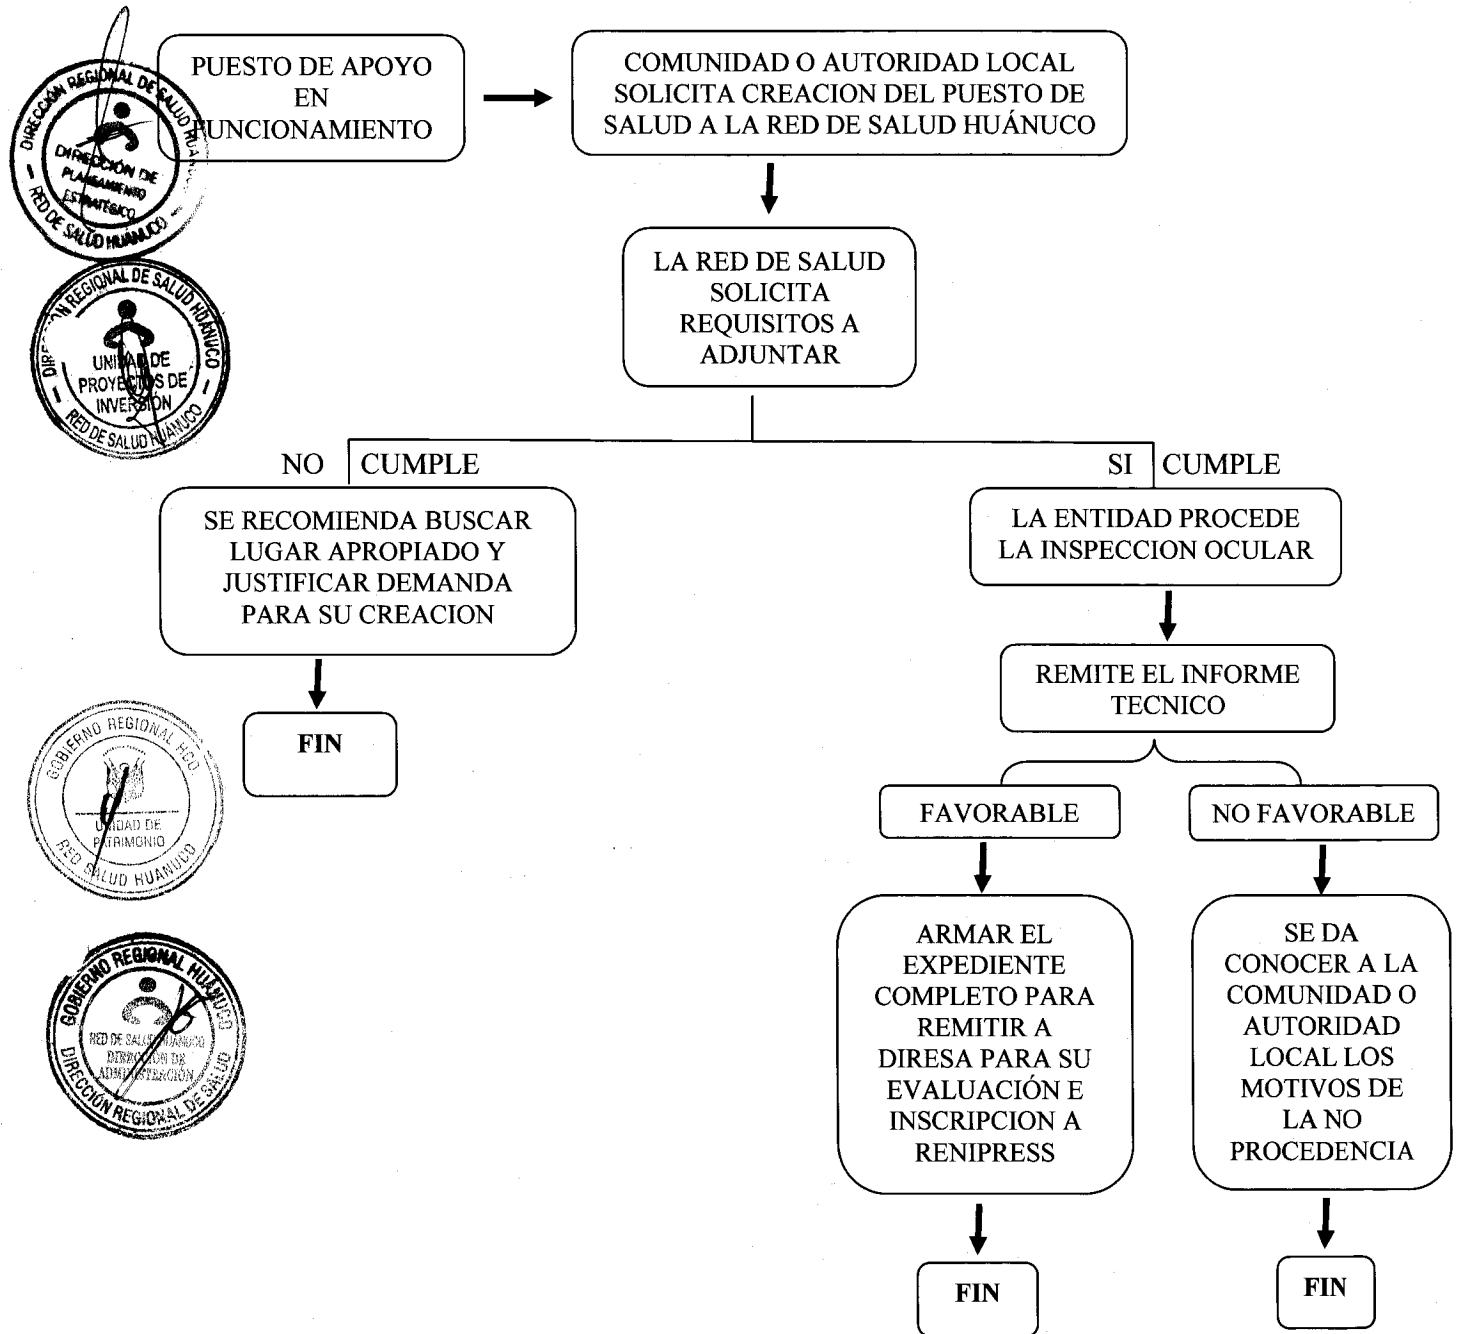 PUESTO DE APOYO
EN
FUNCIONAMIENTO
COMUNIDAD O AUTORIDAD LOCAL
SOLICITA CREACION DEL PUESTO DE
SALUD A LA RED DE SALUD HUÁNUCO
LA RED DE SALUD
SOLICITA
REQUISITOS A
ADJUNTAR
NO CUMPLE
SI CUMPLE
SE RECOMIENDA BUSCAR
LUGAR APROPIADO Y
JUSTIFICAR DEMANDA
PARA SU CREACION
FIN
LA ENTIDAD PROCEDE
LA INSPECCION OCULAR
REMITE EL INFORME
TECNICO
FAVORABLE
NO FAVORABLE
ARMAR EL
EXPEDIENTE
COMPLETO PARA
REMITIR A
DIRESA PARA SU
EVALUACIÓN E
INSCRIPCION A
RENIPRESS
SE DA
CONOCER A LA
COMUNIDAD O
AUTORIDAD
LOCAL LOS
MOTIVOS DE
LA NO
PROCEDENCIA
FIN
FIN
DIRECCIÓN REGIONAL DE SALUD
DIRECCIÓN DE
PLANEAMIENTO
ESTRATÉGICO
RED DE SALUD HUÁNUCO
REGIONAL DE SALUD HUÁNUCO
UNIDAD DE
PROYECTOS DE
INVERSIÓN
RED DE SALUD HUÁNUCO
GOBIERNO REGIONAL HCO
UNIDAD DE
PATRIMONIO
RED SALUD HUANUCO
GOBIERNO REGIONAL HUÁNUCO
RED DE SALUD HUÁNUCO
DIRECCIÓN DE
ADMINISTRACIÓN
DIRECCIÓN REGIONAL DE SALUD